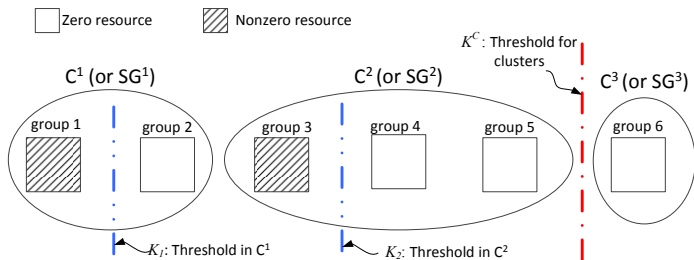 Zero resource
Nonzero resource
K^C: Threshold for
clusters
C^1 (or SG^1)
C^2 (or SG^2)
C^3 (or SG^3)
group 1
group 2
group 3
group 4
group 5
group 6
K_1: Threshold in C^1
K_2: Threshold in C^2